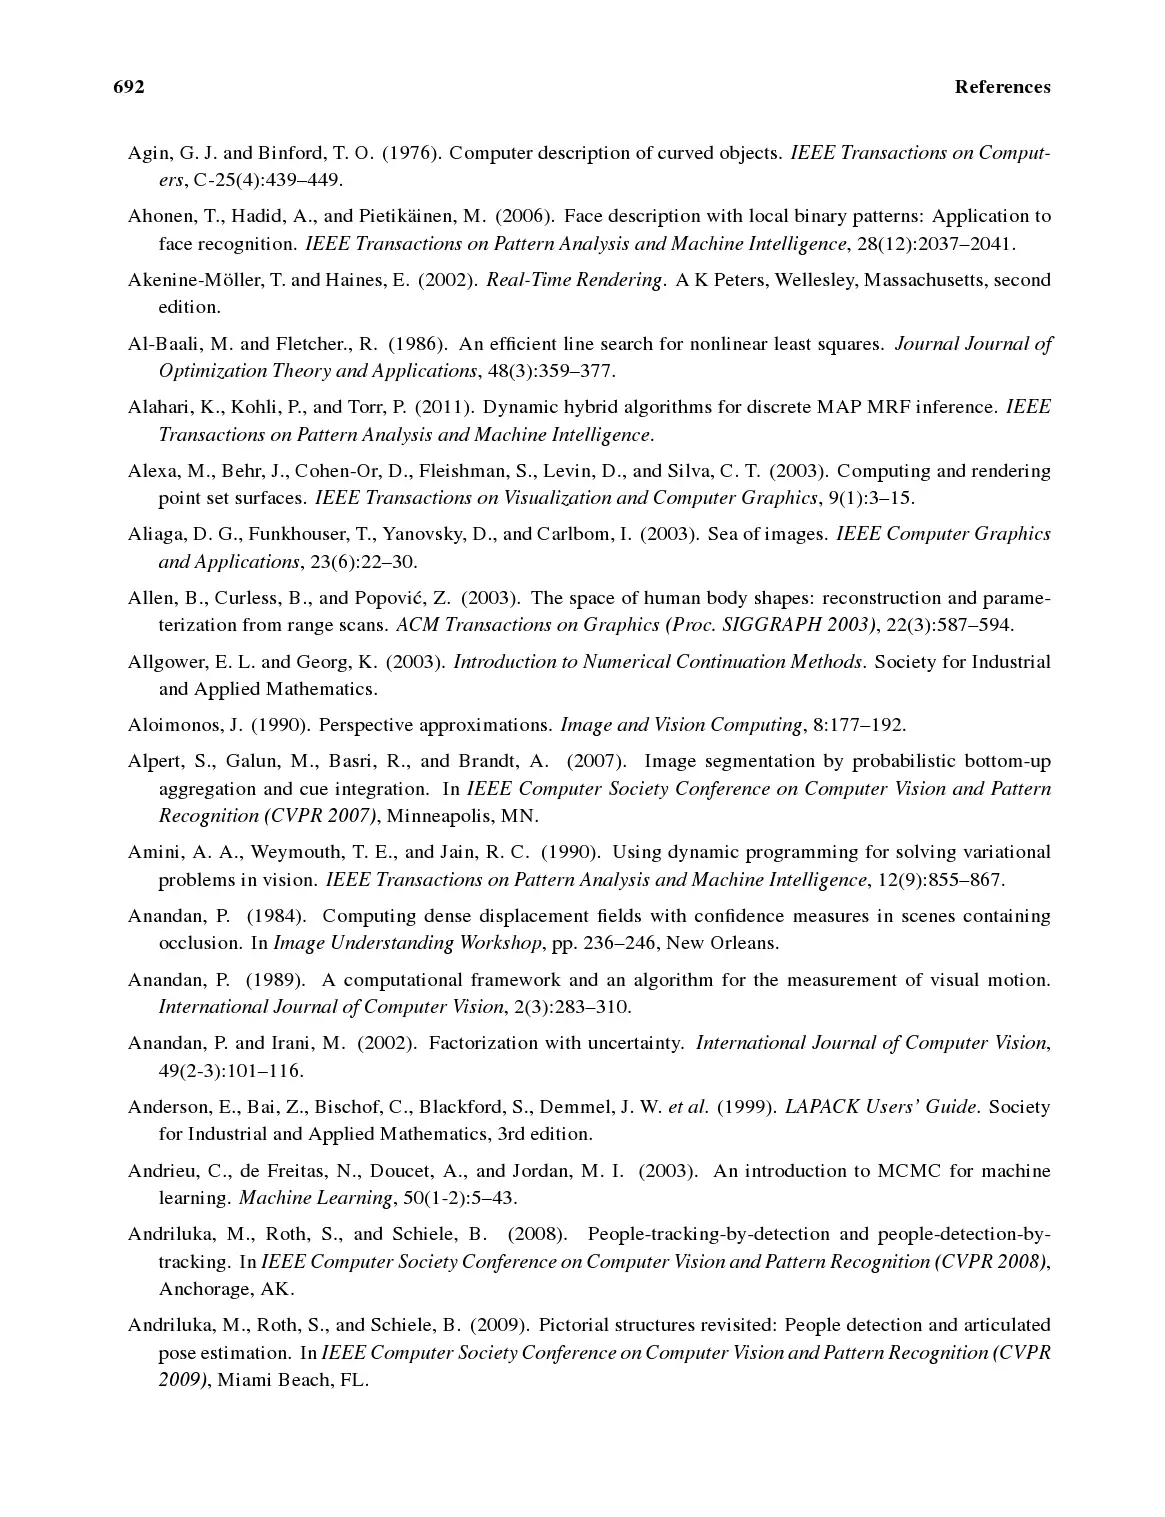 692 References
Agin, G. J. and Binford, T. O. (1976). Computer description of curved objects. IEEE Transactions on Comput-
ers, C-25(4):439–449.
Ahonen, T., Hadid, A., and Pietikäinen, M. (2006). Face description with local binary patterns: Application to
face recognition. IEEE Transactions on Pattern Analysis and Machine Intelligence, 28(12):2037–2041.
Akenine-Möller, T. and Haines, E. (2002). Real-Time Rendering. A K Peters, Wellesley, Massachusetts, second
edition.
Al-Baali, M. and Fletcher., R. (1986). An efficient line search for nonlinear least squares. Journal Journal of
Optimization Theory and Applications, 48(3):359–377.
Alahari, K., Kohli, P., and Torr, P. (2011). Dynamic hybrid algorithms for discrete MAP MRF inference. IEEE
Transactions on Pattern Analysis and Machine Intelligence.
Alexa, M., Behr, J., Cohen-Or, D., Fleishman, S., Levin, D., and Silva, C. T. (2003). Computing and rendering
point set surfaces. IEEE Transactions on Visualization and Computer Graphics, 9(1):3–15.
Aliaga, D. G., Funkhouser, T., Yanovsky, D., and Carlbom, I. (2003). Sea of images. IEEE Computer Graphics
and Applications, 23(6):22–30.
Allen, B., Curless, B., and Popović, Z. (2003). The space of human body shapes: reconstruction and parame-
terization from range scans. ACM Transactions on Graphics (Proc. SIGGRAPH 2003), 22(3):587–594.
Allgower, E. L. and Georg, K. (2003). Introduction to Numerical Continuation Methods. Society for Industrial
and Applied Mathematics.
Aloimonos, J. (1990). Perspective approximations. Image and Vision Computing, 8:177–192.
Alpert, S., Galun, M., Basri, R., and Brandt, A. (2007). Image segmentation by probabilistic bottom-up
aggregation and cue integration. In IEEE Computer Society Conference on Computer Vision and Pattern
Recognition (CVPR 2007), Minneapolis, MN.
Amini, A. A., Weymouth, T. E., and Jain, R. C. (1990). Using dynamic programming for solving variational
problems in vision. IEEE Transactions on Pattern Analysis and Machine Intelligence, 12(9):855–867.
Anandan, P. (1984). Computing dense displacement fields with confidence measures in scenes containing
occlusion. In Image Understanding Workshop, pp. 236–246, New Orleans.
Anandan, P. (1989). A computational framework and an algorithm for the measurement of visual motion.
International Journal of Computer Vision, 2(3):283–310.
Anandan, P. and Irani, M. (2002). Factorization with uncertainty. International Journal of Computer Vision,
49(2-3):101–116.
Anderson, E., Bai, Z., Bischof, C., Blackford, S., Demmel, J. W. et al. (1999). LAPACK Users’ Guide. Society
for Industrial and Applied Mathematics, 3rd edition.
Andrieu, C., de Freitas, N., Doucet, A., and Jordan, M. I. (2003). An introduction to MCMC for machine
learning. Machine Learning, 50(1-2):5–43.
Andriluka, M., Roth, S., and Schiele, B. (2008). People-tracking-by-detection and people-detection-by-
tracking. In IEEE Computer Society Conference on Computer Vision and Pattern Recognition (CVPR 2008),
Anchorage, AK.
Andriluka, M., Roth, S., and Schiele, B. (2009). Pictorial structures revisited: People detection and articulated
pose estimation. In IEEE Computer Society Conference on Computer Vision and Pattern Recognition (CVPR
2009), Miami Beach, FL.